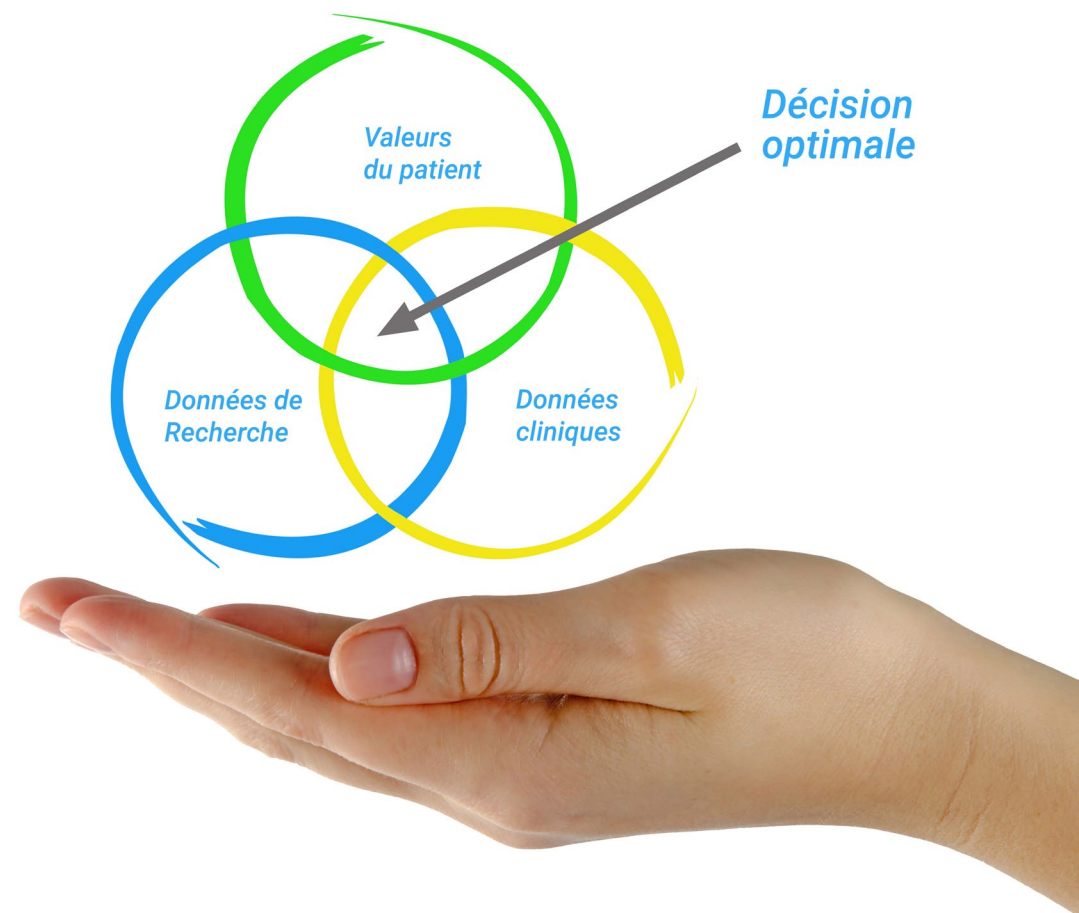 Décision
optimale
Valeurs
du patient
Données de
Recherche
Données
cliniques